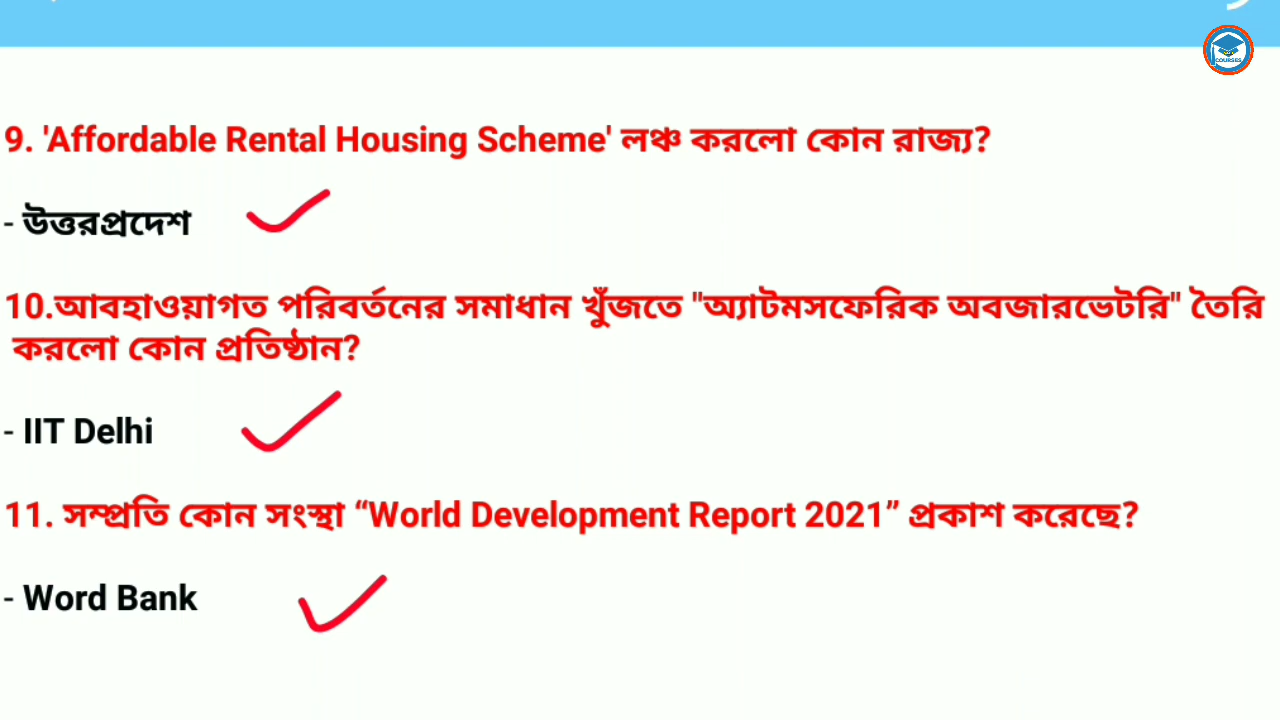 COURSES
9. 'Affordable Rental Housing Scheme' লঞ্চ করলো কোন রাজ্য?
- উত্তরপ্রদেশ
10.আবহাওয়াগত পরিবর্তনের সমাধান খুঁজতে "অ্যাটমসফেরিক অবজারভেটরি" তৈরি
করলো কোন প্রতিষ্ঠান?
- IIT Delhi
11. সম্প্রতি কোন সংস্থা “World Development Report 2021” প্রকাশ করেছে?
- Word Bank